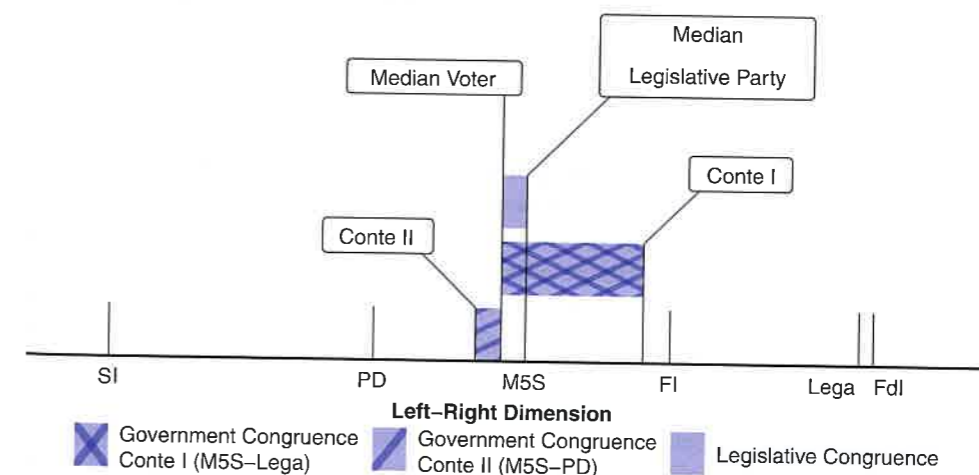 Median
Legislative Party
Median Voter
Conte I
Conte II
SI
PD
M5S
FI
Lega
FdI
Left–Right Dimension
Government Congruence
Conte I (M5S–Lega)
Government Congruence
Conte II (M5S–PD)
Legislative Congruence